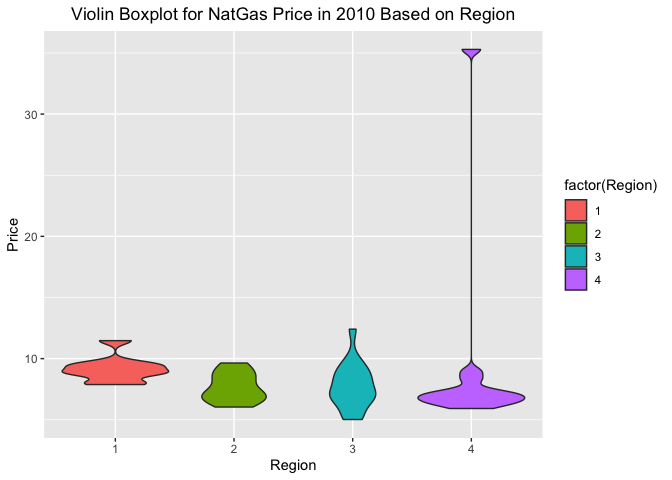 Violin Boxplot for NatGas Price in 2010 Based on Region
Price
30
20
10
1 2 3 4
Region
factor(Region)
1
2
3
4